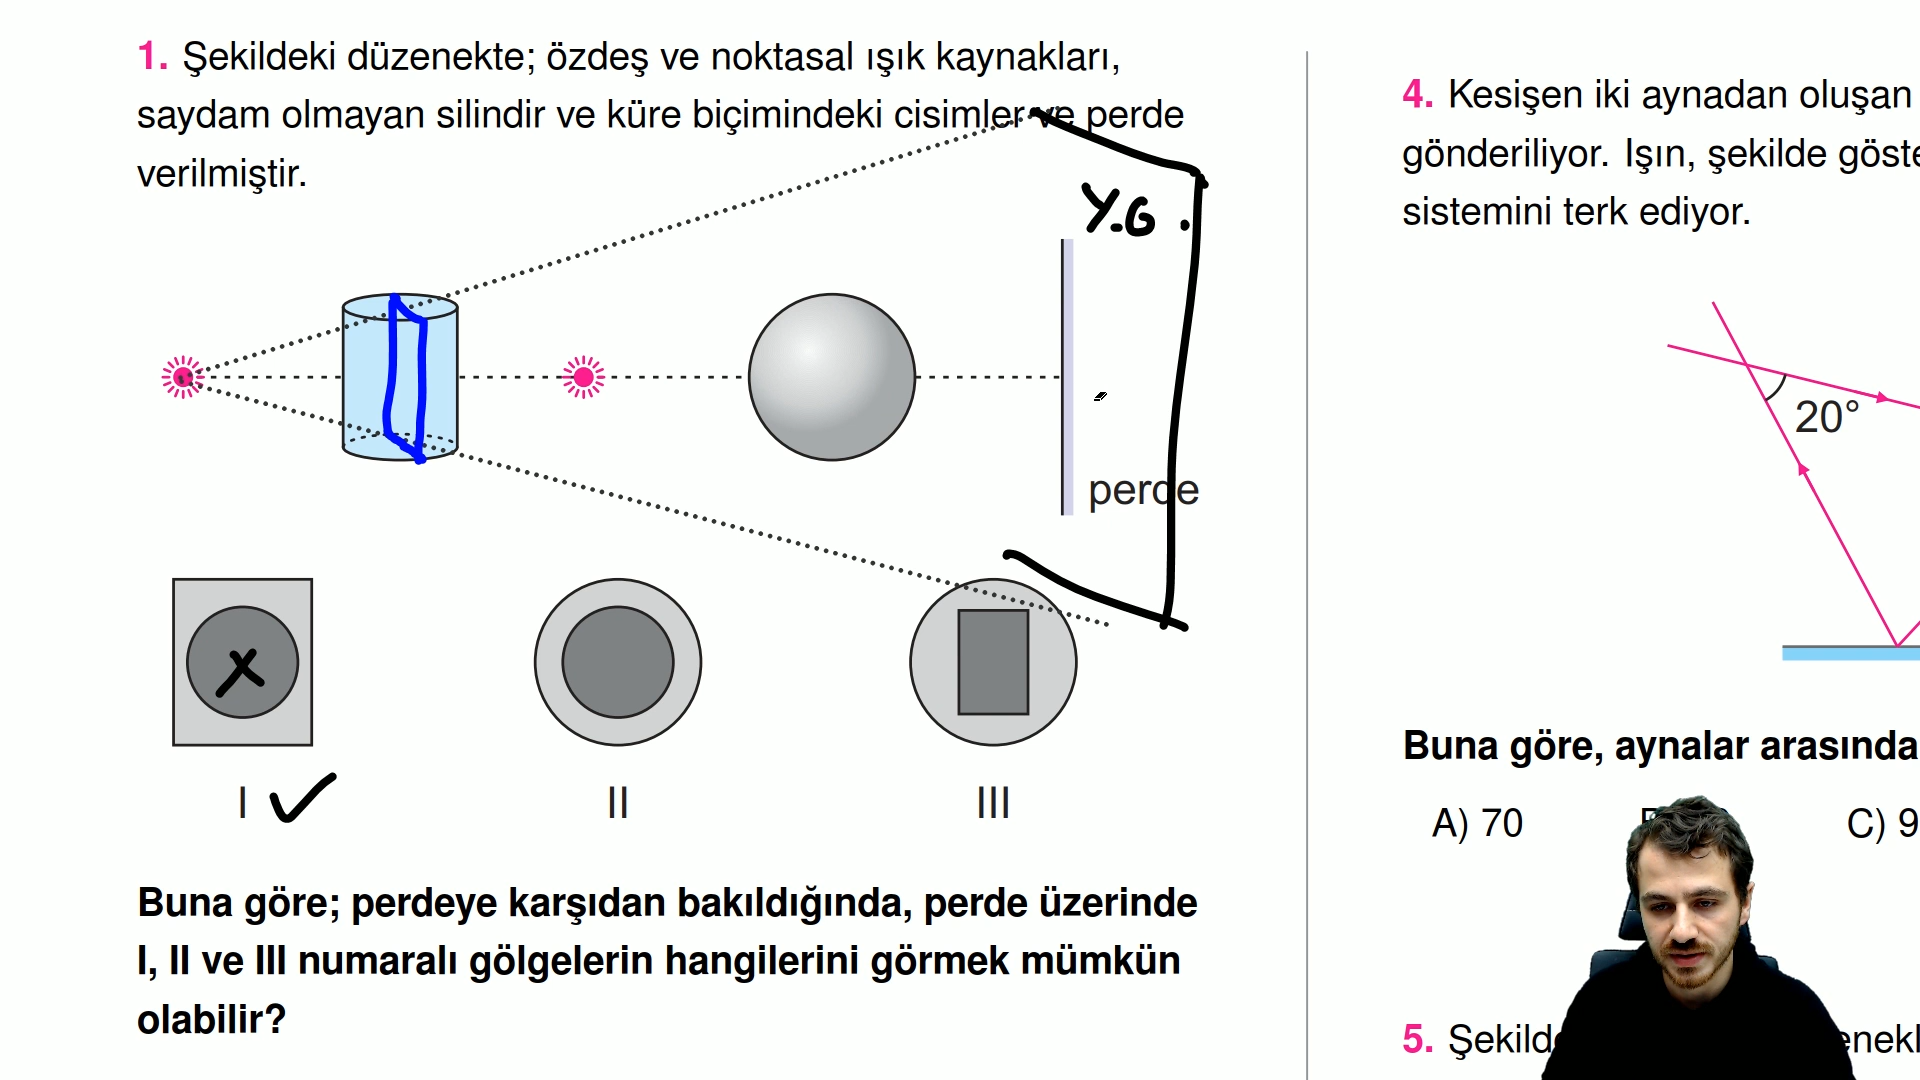 1. Şekildeki düzenekte; özdeş ve noktasal ışık kaynakları,
saydam olmayan silindir ve küre biçimindeki cisimler ve perde
verilmiştir.
Y.G.
perde
I
II
III
Buna göre; perdeye karşıdan bakıldığında, perde üzerinde
I, II ve III numaralı gölgelerin hangilerini görmek mümkün
olabilir?
4. Kesişen iki aynadan oluşan
gönderiliyor. Işın, şekilde göste
sistemini terk ediyor.
20°
Buna göre, aynalar arasında
A) 70
C) 9
5. Şekild